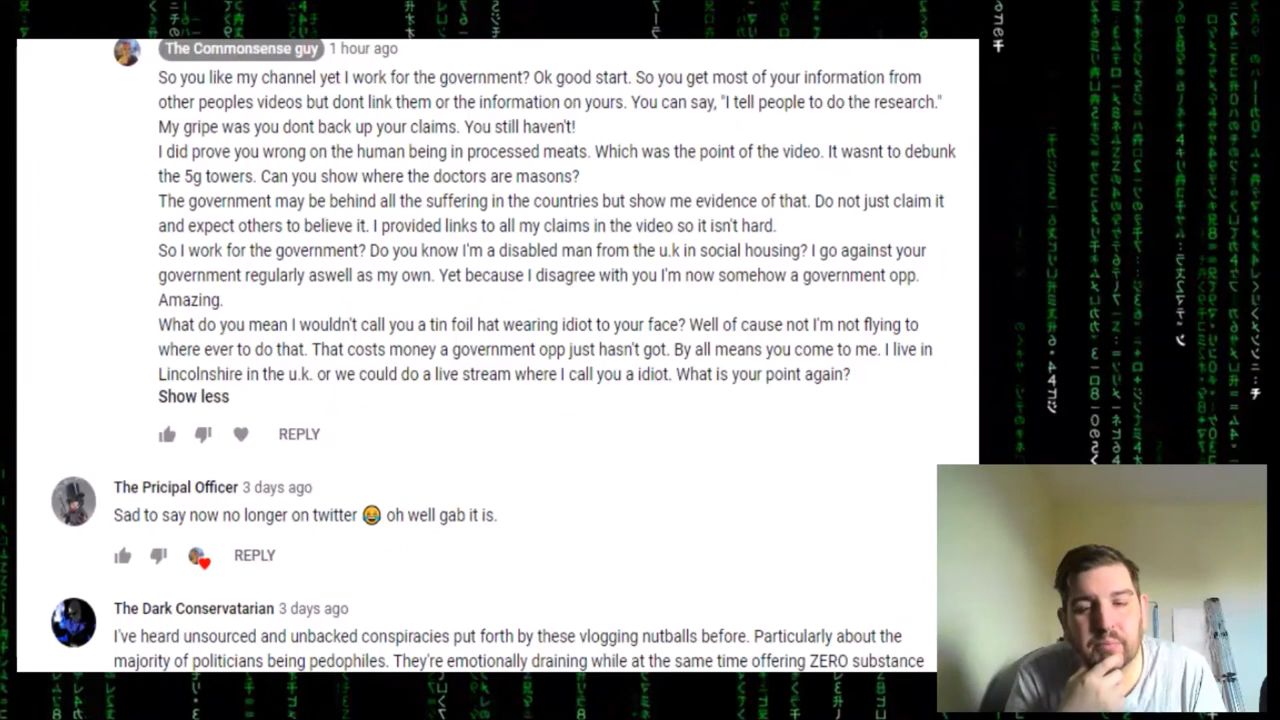 The Commonsense guy 1 hour ago
So you like my channel yet I work for the government? Ok good start. So you get most of your information from
other peoples videos but dont link them or the information on yours. You can say, "I tell people to do the research."
My gripe was you dont back up your claims. You still haven't!
I did prove you wrong on the human being in processed meats. Which was the point of the video. It wasnt to debunk
the 5g towers. Can you show where the doctors are masons?
The government may be behind all the suffering in the countries but show me evidence of that. Do not just claim it
and expect others to believe it. I provided links to all my claims in the video so it isn't hard.
So I work for the government? Do you know I'm a disabled man from the u.k in social housing? I go against your
government regularly aswell as my own. Yet because I disagree with you I'm now somehow a government opp.
Amazing.
What do you mean I wouldn't call you a tin foil hat wearing idiot to your face? Well of cause not I'm not flying to
where ever to do that. That costs money a government opp just hasn't got. By all means you come to me. I live in
Lincolnshire in the u.k. or we could do a live stream where I call you a idiot. What is your point again?
Show less
REPLY
The Pricipal Officer 3 days ago
Sad to say now no longer on twitter 😂 oh well gab it is.
REPLY
The Dark Conservatarian 3 days ago
I've heard unsourced and unbacked conspiracies put forth by these vlogging nutballs before. Particularly about the
majority of politicians being pedophiles. They're emotionally draining while at the same time offering ZERO substance